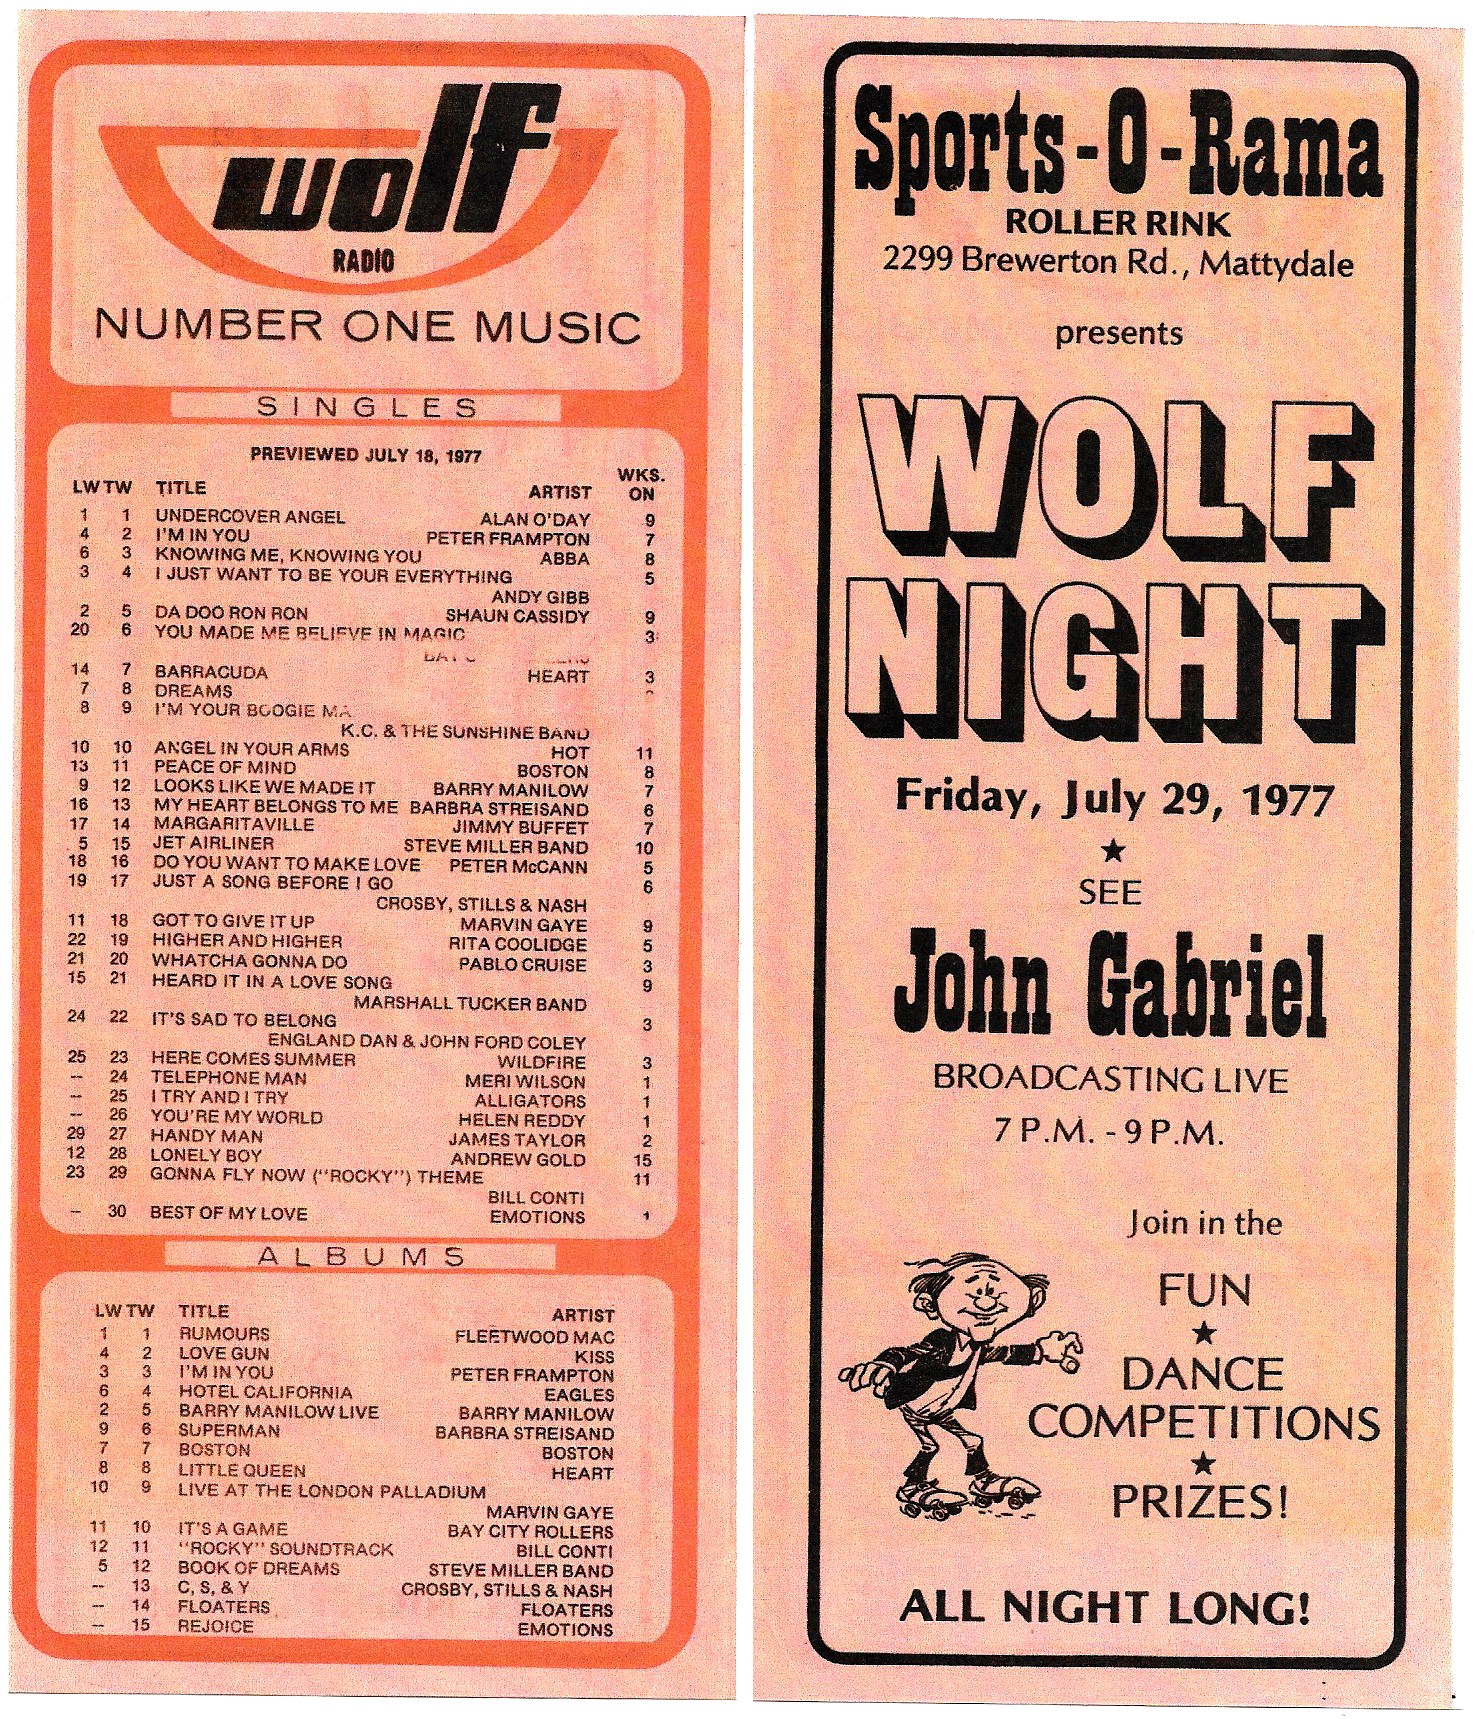 wolf
RADIO
NUMBER ONE MUSIC
SINGLES
PREVIEWED JULY 18, 1977
LW TW TITLE ARTIST WKS. ON
1 1 UNDERCOVER ANGEL ALAN O'DAY 9
4 2 I'M IN YOU PETER FRAMPTON 7
6 3 KNOWING ME, KNOWING YOU ABBA 8
3 4 I JUST WANT TO BE YOUR EVERYTHING 5
ANDY GIBB
2 5 DA DOO RON RON SHAUN CASSIDY 9
20 6 YOU MADE ME BELIEVE IN MAGIC 3
14 7 BARRACUDA HEART 3
7 8 DREAMS
8 9 I'M YOUR BOOGIE
K.C. & THE SUNSHINE BAND
10 10 ANGEL IN YOUR ARMS HOT 11
13 11 PEACE OF MIND BOSTON 8
9 12 LOOKS LIKE WE MADE IT BARRY MANILOW 7
16 13 MY HEART BELONGS TO ME BARBRA STREISAND 6
17 14 MARGARITAVILLE JIMMY BUFFET 7
5 15 JET AIRLINER STEVE MILLER BAND 10
18 16 DO YOU WANT TO MAKE LOVE PETER McCANN 5
19 17 JUST A SONG BEFORE I GO 6
CROSBY, STILLS & NASH
11 18 GOT TO GIVE IT UP MARVIN GAYE 9
22 19 HIGHER AND HIGHER RITA COOLIDGE 5
21 20 WHATCHA GONNA DO PABLO CRUISE 3
15 21 HEARD IT IN A LOVE SONG 9
MARSHALL TUCKER BAND
24 22 IT'S SAD TO BELONG 3
ENGLAND DAN & JOHN FORD COLEY
25 23 HERE COMES SUMMER WILDFIRE 3
-- 24 TELEPHONE MAN MERI WILSON 1
-- 25 I TRY AND I TRY ALLIGATORS 1
-- 26 YOU'RE MY WORLD HELEN REDDY 1
29 27 HANDY MAN JAMES TAYLOR 2
12 28 LONELY BOY ANDREW GOLD 15
23 29 GONNA FLY NOW ("ROCKY") THEME 11
BILL CONTI
-- 30 BEST OF MY LOVE EMOTIONS 1
ALBUMS
LW TW TITLE ARTIST
1 1 RUMOURS FLEETWOOD MAC
4 2 LOVE GUN KISS
3 3 I'M IN YOU PETER FRAMPTON
6 4 HOTEL CALIFORNIA EAGLES
2 5 BARRY MANILOW LIVE BARRY MANILOW
9 6 SUPERMAN BARBRA STREISAND
7 7 BOSTON BOSTON
8 8 LITTLE QUEEN HEART
10 9 LIVE AT THE LONDON PALLADIUM
MARVIN GAYE
11 10 IT'S A GAME BAY CITY ROLLERS
12 11 "ROCKY" SOUNDTRACK BILL CONTI
5 12 BOOK OF DREAMS STEVE MILLER BAND
-- 13 C, S, & Y CROSBY, STILLS & NASH
-- 14 FLOATERS FLOATERS
-- 15 REJOICE EMOTIONS
Sports-O-Rama
ROLLER RINK
2299 Brewerton Rd., Mattydale
presents
WOLF
NIGHT
Friday, July 29, 1977
★
SEE
John Gabriel
BROADCASTING LIVE
7 P.M. - 9 P.M.
Join in the
FUN
★
DANCE
COMPETITIONS
★
PRIZES!
ALL NIGHT LONG!